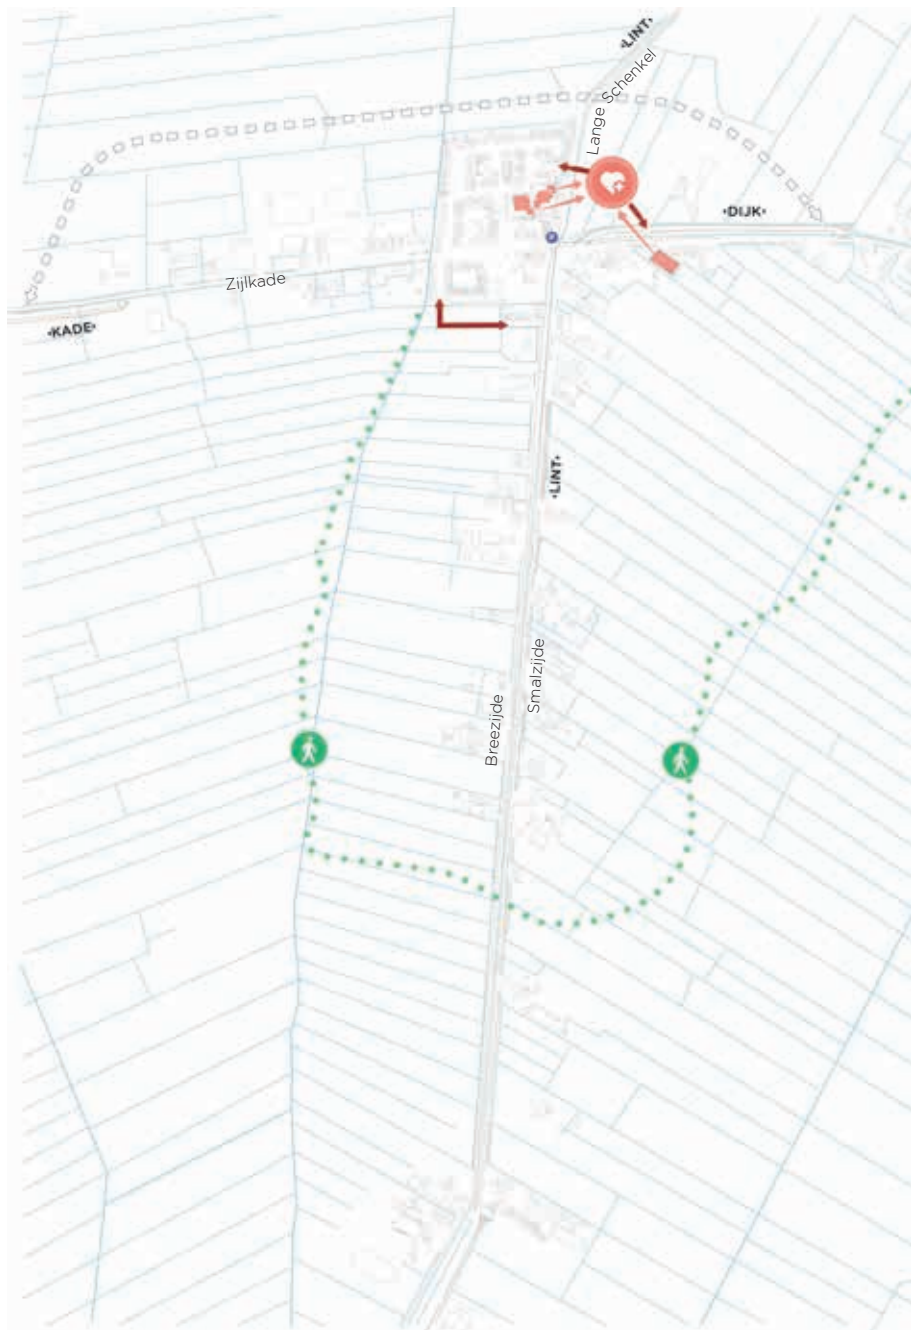 ‹LINT›
Lange Schenkel
‹DIJK›
Zijlkade
‹KADE›
‹LINT›
Smalzijde
Breezijde